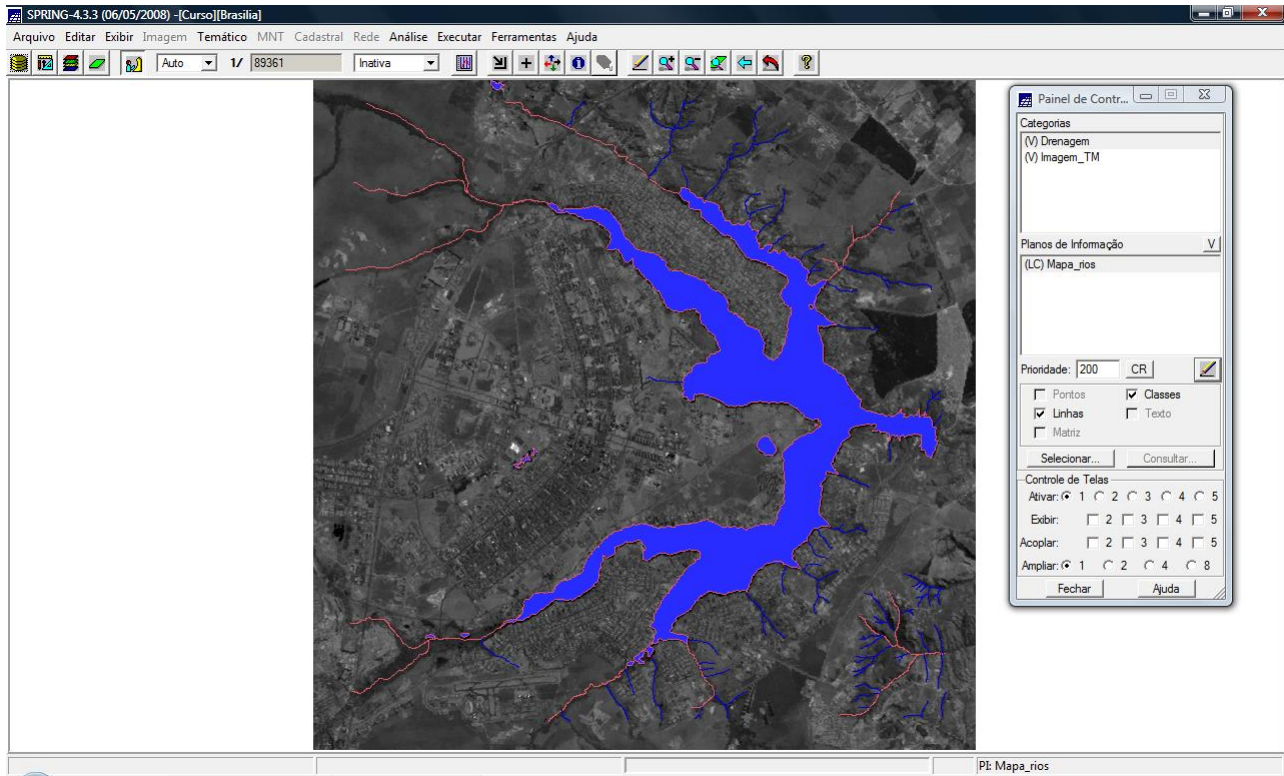 SPRING-4.3.3 (06/05/2008) -[Curso][Brasilia]
Arquivo Editar Exibir Imagem Temático MNT Cadastral Rede Análise Executar Ferramentas Ajuda
Auto 1/ 89361 Inativa
Painel de Contr...
Categorias
(V) Drenagem
(V) Imagem_TM
Planos de Informação V
(LC) Mapa_rios
Prioridade: 200 CR
Pontos Classes
Linhas Texto
Matriz
Selecionar... Consultar...
Controle de Telas
Ativar: 1 2 3 4 5
Exibir: 2 3 4 5
Acoplar: 2 3 4 5
Ampliar: 1 2 4 8
Fechar Ajuda
PI: Mapa_rios